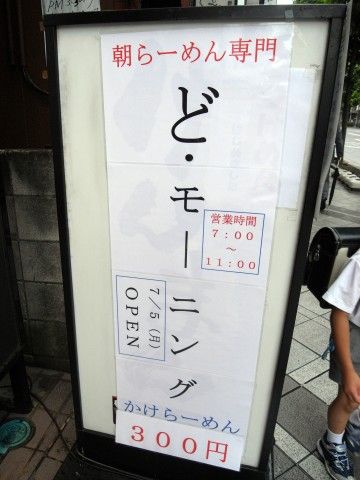 朝らーめん専門
ど・モーニング
営業時間
7：00
～
11：00
7／5（月）
OPEN
かけらーめん
３００円